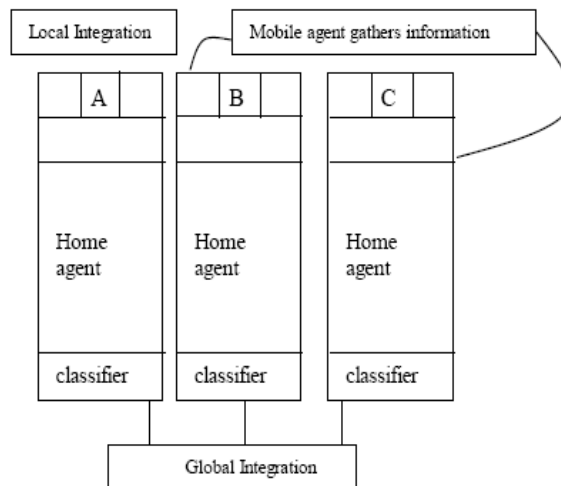 Local Integration
Mobile agent gathers information
A
B
C
Home
agent
Home
agent
Home
agent
classifier
classifier
classifier
Global Integration